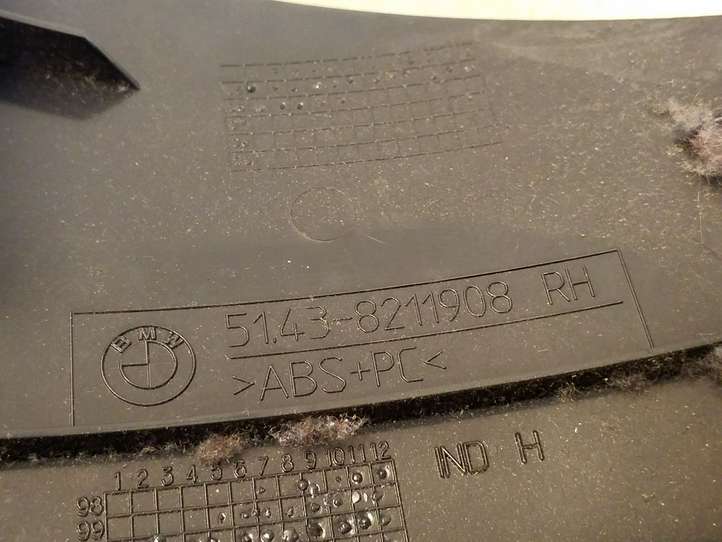 51.43-8211908 RH
BMW
>ABS+PC<
IND H
1 2 3 4 5 6 7 8 9 10 11 12
98
99